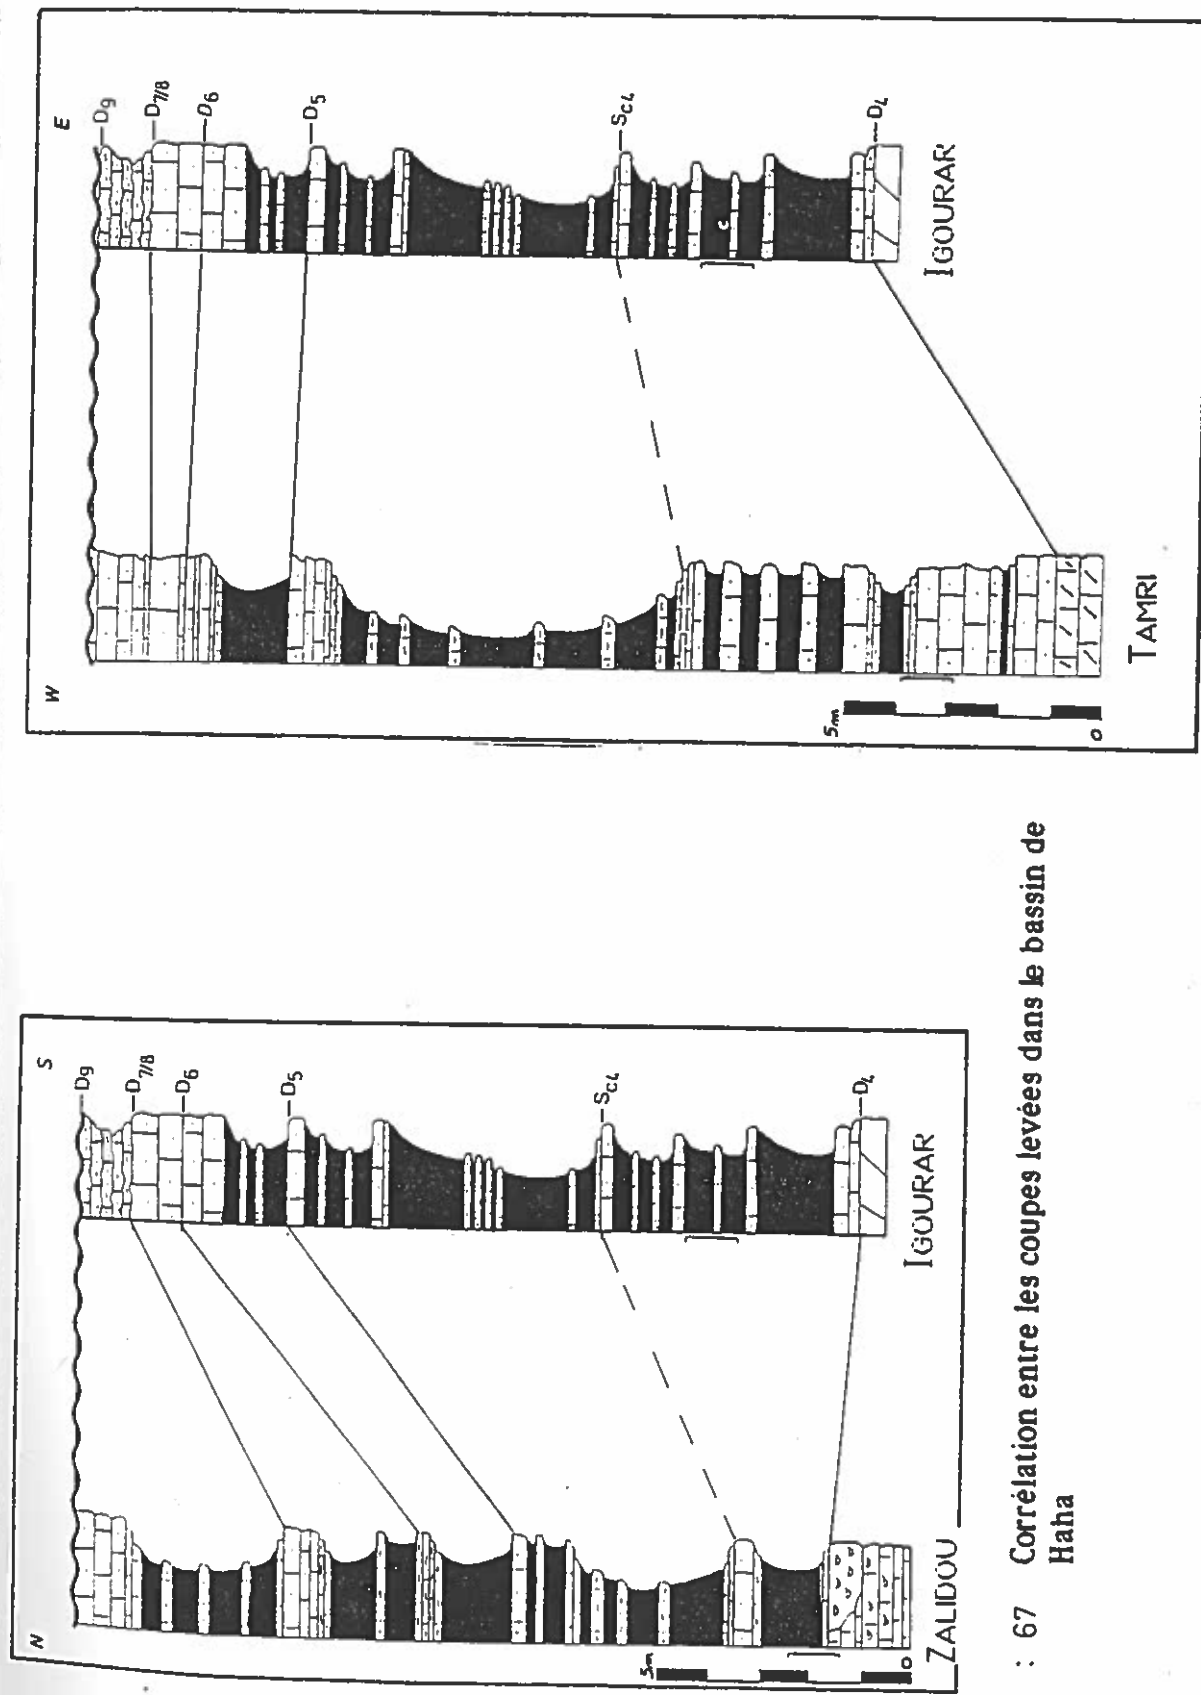 N
S
D9
D7/8
D6
D5
SCL
DL
5m
0
ZALIDOU
IGOURAR
W
E
D9
D7/8
D6
D5
SCL
DL
c
5m
0
TAMRI
IGOURAR
: 67 Corrélation entre les coupes levées dans le bassin de
Haha